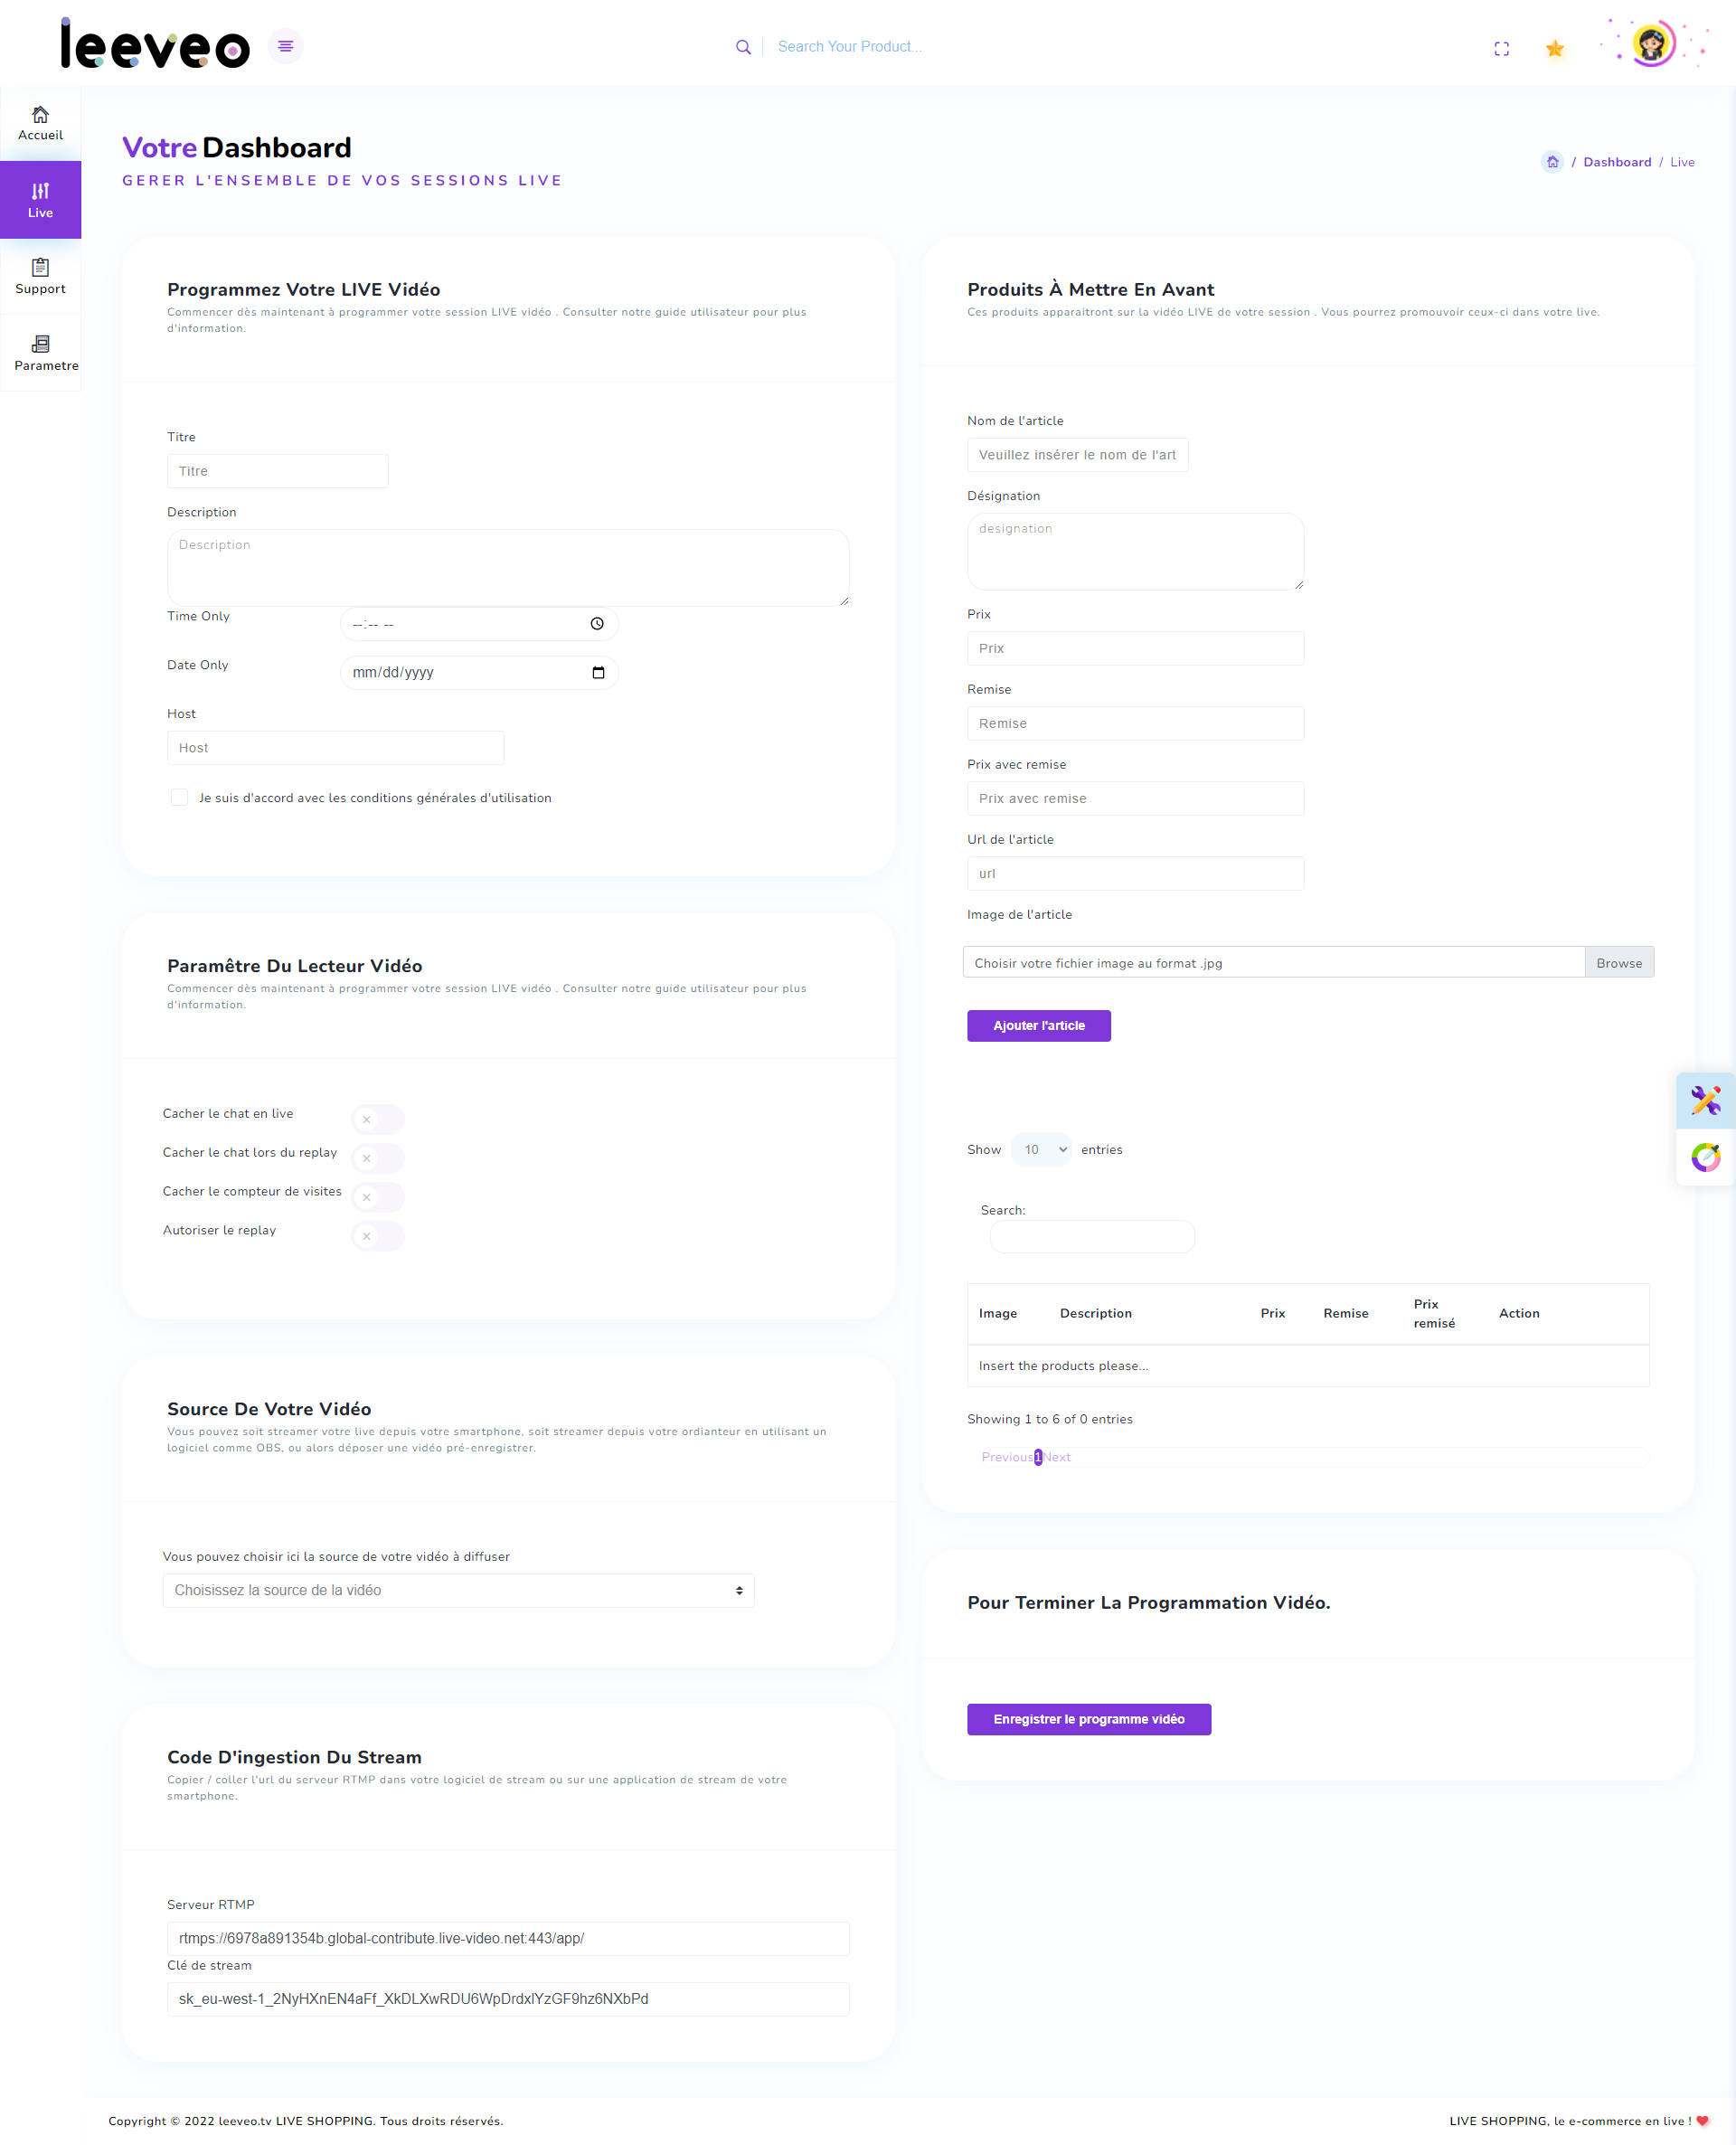 leeveo
Search Your Product...
Accueil
Live
Support
Parametre
Votre Dashboard
GERER L'ENSEMBLE DE VOS SESSIONS LIVE
/ Dashboard / Live
Programmez Votre LIVE Vidéo
Commencer dès maintenant à programmer votre session LIVE vidéo . Consulter notre guide utilisateur pour plus
d'information.
Titre
Titre
Description
Description
Time Only
--:-- --
Date Only
mm/dd/yyyy
Host
Host
Je suis d'accord avec les conditions générales d'utilisation
Paramêtre Du Lecteur Vidéo
Commencer dès maintenant à programmer votre session LIVE vidéo . Consulter notre guide utilisateur pour plus
d'information.
Cacher le chat en live
Cacher le chat lors du replay
Cacher le compteur de visites
Autoriser le replay
Source De Votre Vidéo
Vous pouvez soit streamer votre live depuis votre smartphone, soit streamer depuis votre ordianteur en utilisant un
logiciel comme OBS, ou alors déposer une vidéo pré-enregistrer.
Vous pouvez choisir ici la source de votre vidéo à diffuser
Choisissez la source de la vidéo
Code D'ingestion Du Stream
Copier / coller l'url du serveur RTMP dans votre logiciel de stream ou sur une application de stream de votre
smartphone.
Serveur RTMP
rtmps://6978a891354b.global-contribute.live-video.net:443/app/
Clé de stream
sk_eu-west-1_2NyHXnEN4aFf_XkDLXwRDU6WpDrdxlYzGF9hz6NXbPd
Produits À Mettre En Avant
Ces produits apparaitront sur la vidéo LIVE de votre session . Vous pourrez promouvoir ceux-ci dans votre live.
Nom de l'article
Veuillez insérer le nom de l'art
Désignation
designation
Prix
Prix
Remise
Remise
Prix avec remise
Prix avec remise
Url de l'article
url
Image de l'article
Choisir votre fichier image au format .jpg Browse
Ajouter l'article
Show 10 entries
Search:
Image Description Prix Remise Prix remisé Action
Insert the products please...
Showing 1 to 6 of 0 entries
Previous 1 Next
Pour Terminer La Programmation Vidéo.
Enregistrer le programme vidéo
Copyright © 2022 leeveo.tv LIVE SHOPPING. Tous droits réservés.
LIVE SHOPPING, le e-commerce en live !